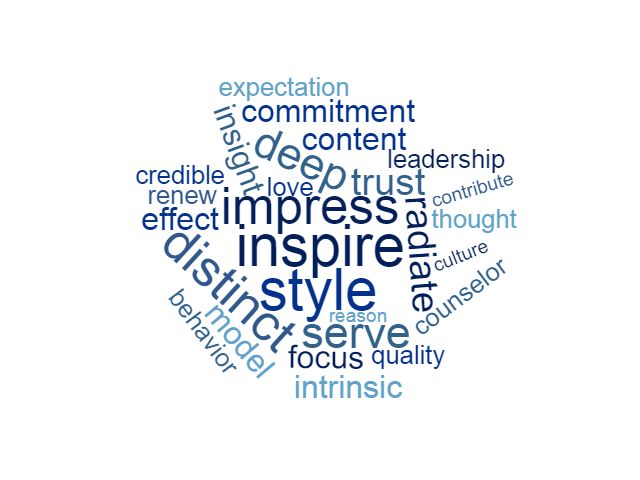 expectation
commitment
insight
content
deep
leadership
credible
love
trust
renew
contribute
impress
effect
radiate
thought
inspire
distinct
culture
style
counselor
behavior
model
reason
serve
focus
quality
intrinsic